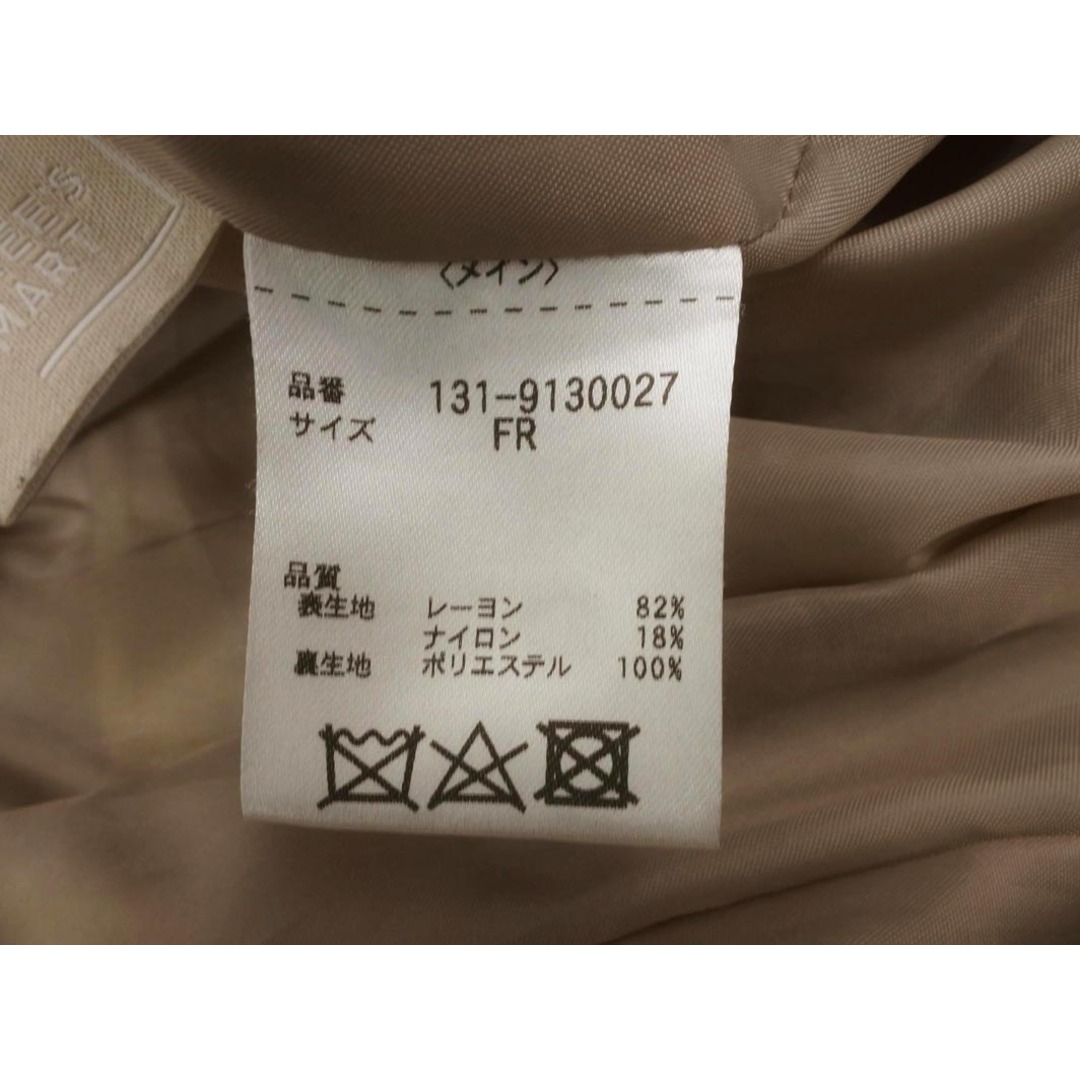 MART
〈メイン〉
品番 131-9130027
サイズ FR
品質
表生地 レーヨン 82%
ナイロン 18%
裏生地 ポリエステル 100%